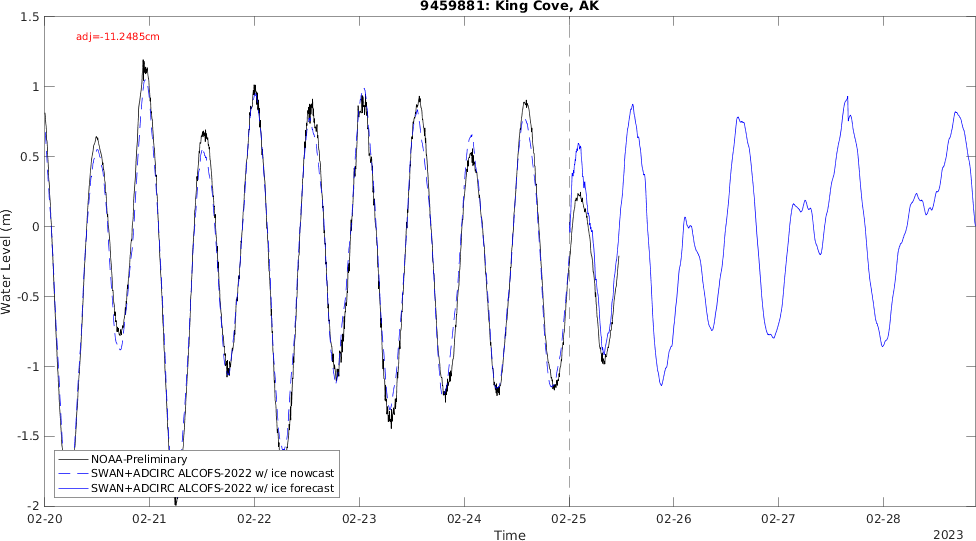 9459881: King Cove, AK
adj=-11.2485cm
1.5
1
0.5
0
-0.5
-1
-1.5
-2
Water Level (m)
NOAA-Preliminary
SWAN+ADCIRC ALCOFS-2022 w/ ice nowcast
SWAN+ADCIRC ALCOFS-2022 w/ ice forecast
02-20 02-21 02-22 02-23 02-24 02-25 02-26 02-27 02-28
Time
2023